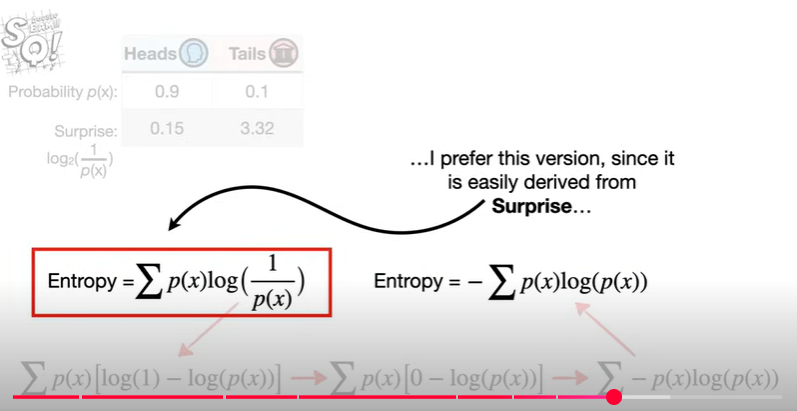 SQ!
Heads Tails
Probability p(x): 0.9 0.1
Surprise: 0.15 3.32
log₂(1/p(x))
…I prefer this version, since it
is easily derived from
Surprise…
Entropy = ∑ p(x)log(1/p(x))
Entropy = − ∑ p(x)log(p(x))
∑ p(x)[log(1) − log(p(x))] → ∑ p(x)[0 − log(p(x))] → ∑ − p(x)log(p(x))